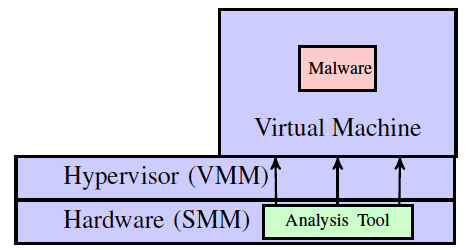 Malware
Virtual Machine
Hypervisor (VMM)
Hardware (SMM)
Analysis Tool